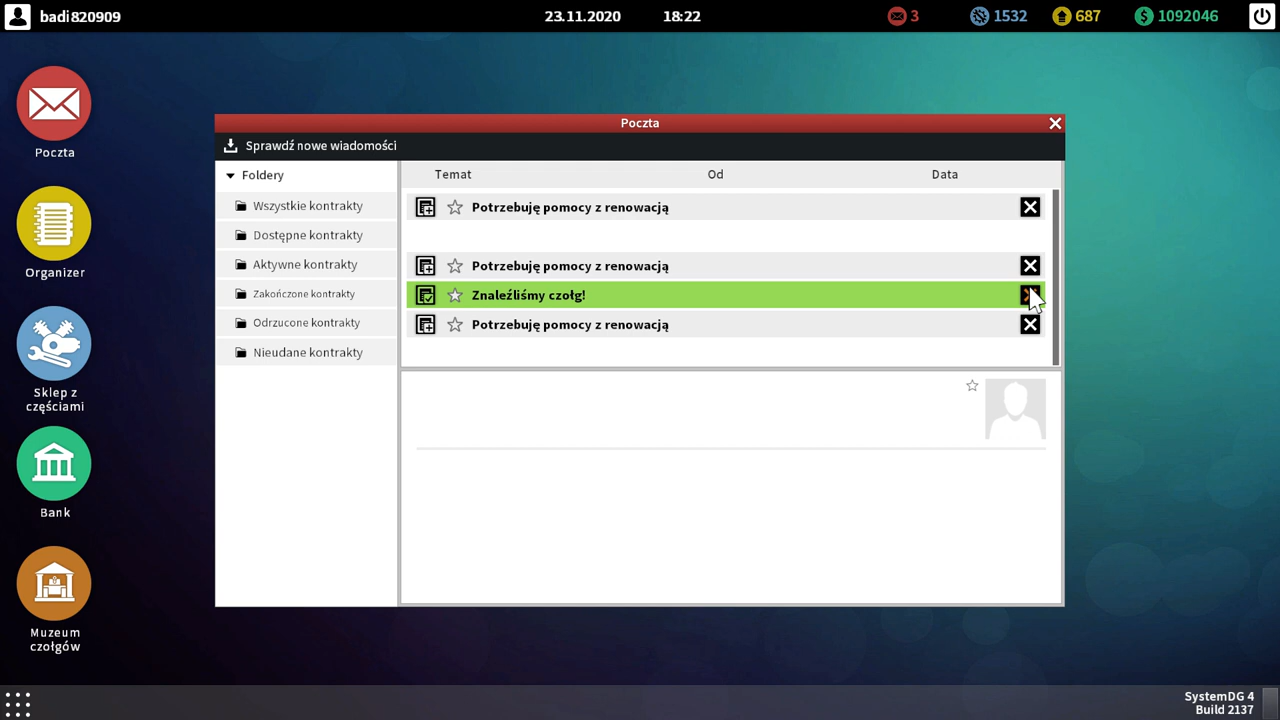 badi820909
23.11.2020
18:22
3
1532
687
1092046
Poczta
Organizer
Sklep z
częściami
Bank
Muzeum
czołgów
Poczta
Sprawdź nowe wiadomości
Foldery
Wszystkie kontrakty
Dostępne kontrakty
Aktywne kontrakty
Zakończone kontrakty
Odrzucone kontrakty
Nieudane kontrakty
Temat Od Data
Potrzebuję pomocy z renowacją
Potrzebuję pomocy z renowacją
Znaleźliśmy czołg!
Potrzebuję pomocy z renowacją
SystemDG 4
Build 2137